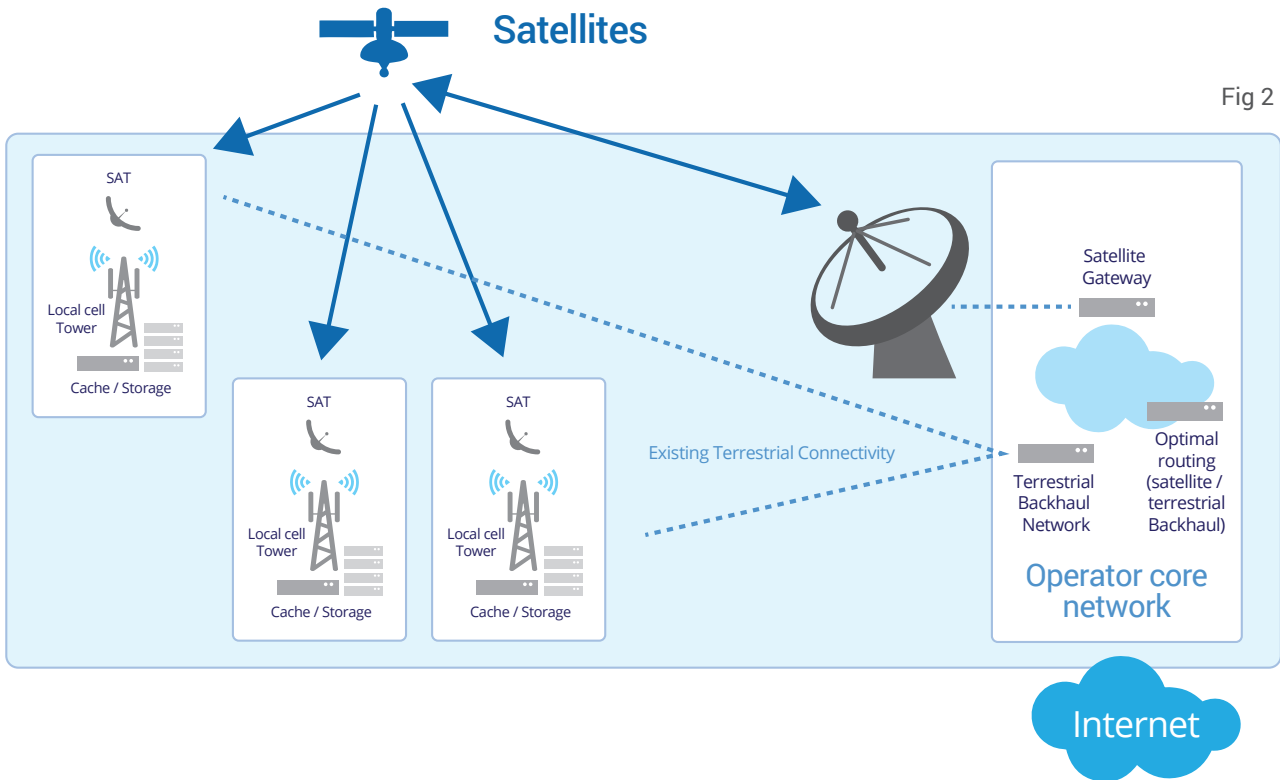 Satellites
Fig 2
SAT
Local cell
Tower
Cache / Storage
SAT
Local cell
Tower
Cache / Storage
SAT
Local cell
Tower
Cache / Storage
Existing Terrestrial Connectivity
Satellite
Gateway
Terrestrial
Backhaul
Network
Optimal
routing
(satellite /
terrestrial
Backhaul)
Operator core
network
Internet